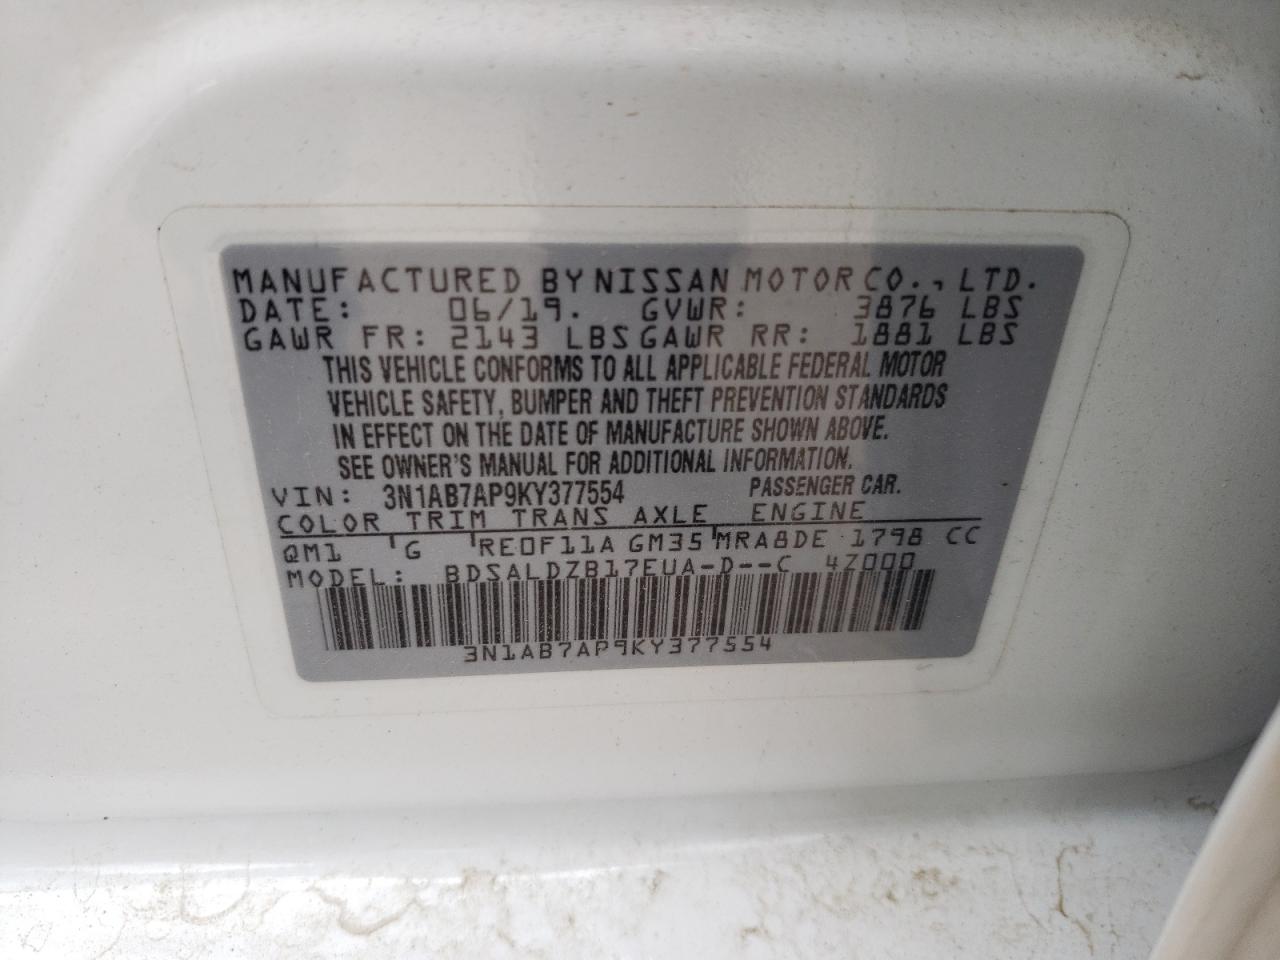 MANUFACTURED BY NISSAN MOTOR CO., LTD.
DATE: 06/19. GVWR: 3876 LBS
GAWR FR: 2143 LBS GAWR RR: 1881 LBS
THIS VEHICLE CONFORMS TO ALL APPLICABLE FEDERAL MOTOR
VEHICLE SAFETY, BUMPER AND THEFT PREVENTION STANDARDS
IN EFFECT ON THE DATE OF MANUFACTURE SHOWN ABOVE.
SEE OWNER'S MANUAL FOR ADDITIONAL INFORMATION.
VIN: 3N1AB7AP9KY377554 PASSENGER CAR.
COLOR TRIM TRANS AXLE ENGINE
QM1 G RE0F11A GM35 MRA8DE 1798 CC
MODEL: BDSALDZB17EUA-D--C 4Z000
3N1AB7AP9KY377554